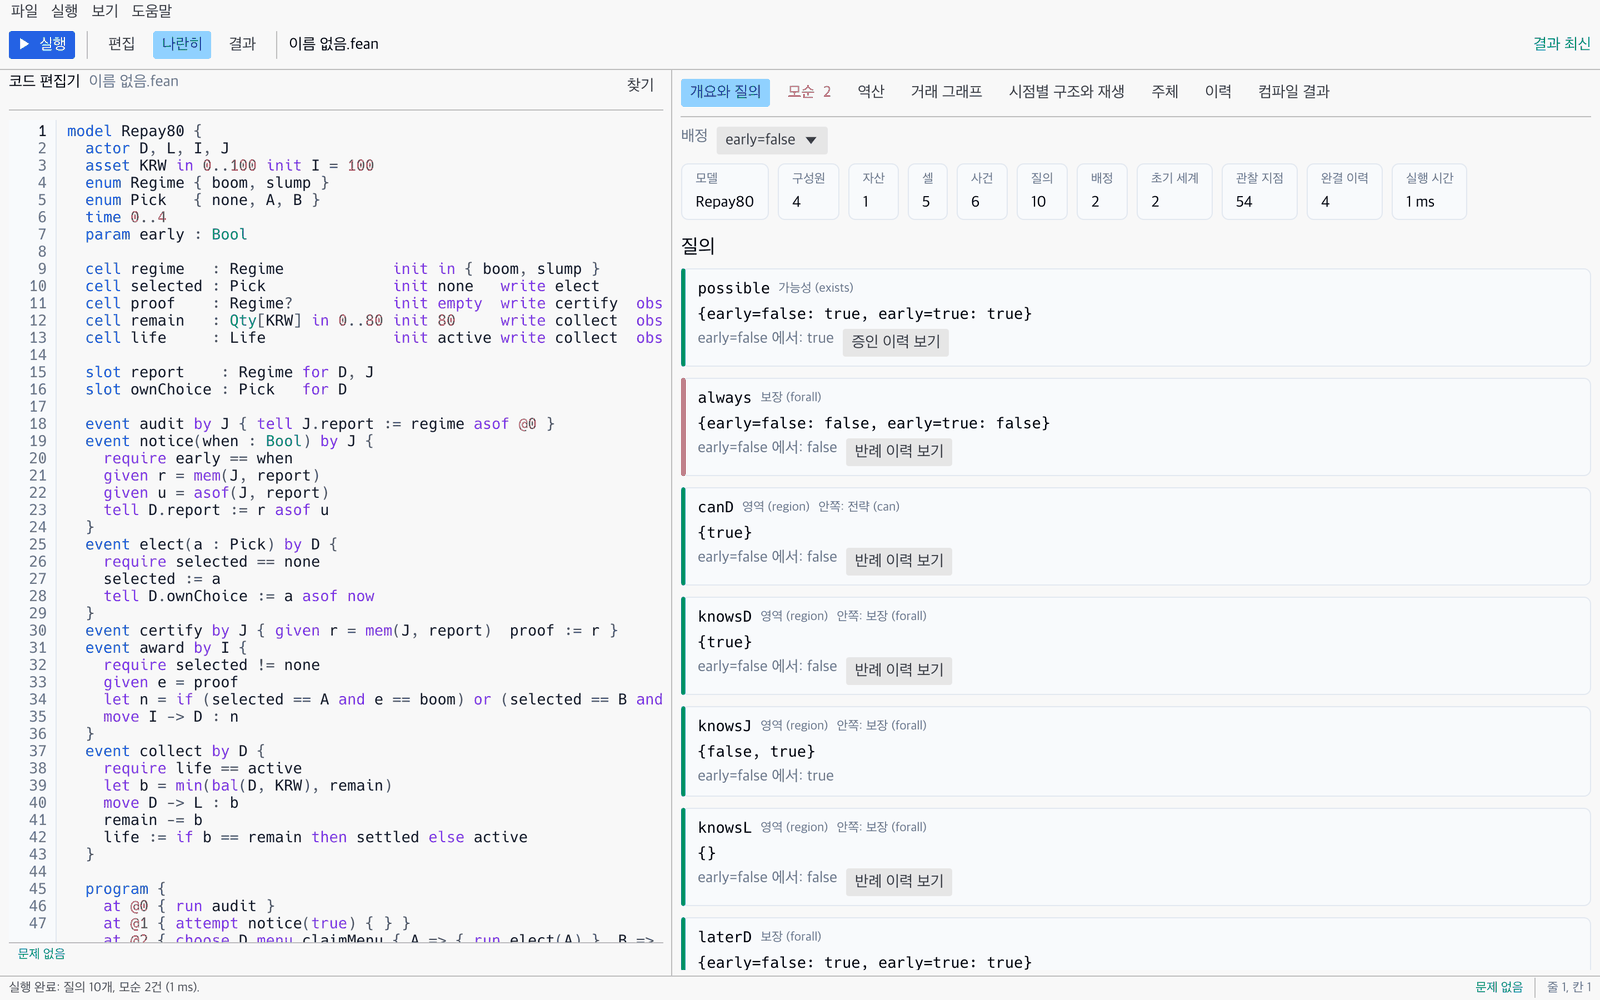 파일 실행 보기 도움말
▶ 실행 편집 나란히 결과 이름 없음.fean 결과 최신
코드 편집기 이름 없음.fean 찾기
1 model Repay80 {
2 actor D, L, I, J
3 asset KRW in 0..100 init I = 100
4 enum Regime { boom, slump }
5 enum Pick { none, A, B }
6 time 0..4
7 param early : Bool
8
9 cell regime : Regime init in { boom, slump }
10 cell selected : Pick init none write elect
11 cell proof : Regime? init empty write certify obs
12 cell remain : Qty[KRW] in 0..80 init 80 write collect obs
13 cell life : Life init active write collect obs
14
15 slot report : Regime for D, J
16 slot ownChoice : Pick for D
17
18 event audit by J { tell J.report := regime asof @0 }
19 event notice(when : Bool) by J {
20 require early == when
21 given r = mem(J, report)
22 given u = asof(J, report)
23 tell D.report := r asof u
24 }
25 event elect(a : Pick) by D {
26 require selected == none
27 selected := a
28 tell D.ownChoice := a asof now
29 }
30 event certify by J { given r = mem(J, report) proof := r }
31 event award by I {
32 require selected != none
33 given e = proof
34 let n = if (selected == A and e == boom) or (selected == B and
35 move I -> D : n
36 }
37 event collect by D {
38 require life == active
39 let b = min(bal(D, KRW), remain)
40 move D -> L : b
41 remain -= b
42 life := if b == remain then settled else active
43 }
44
45 program {
46 at @0 { run audit }
47 at @1 { attempt notice(true) { } }
at @2 { choose D menu claimMenu { A => { run elect(A) } B =>
문제 없음
개요와 질의 모순 2 역산 거래 그래프 시점별 구조와 재생 주체 이력 컴파일 결과
배정 early=false ▼
모델 Repay80
구성원 4
자산 1
셀 5
사건 6
질의 10
배정 2
초기 세계 2
관찰 지점 54
완결 이력 4
실행 시간 1 ms
질의
possible 가능성 (exists)
{early=false: true, early=true: true}
early=false 에서: true 증인 이력 보기
always 보장 (forall)
{early=false: false, early=true: false}
early=false 에서: false 반례 이력 보기
canD 영역 (region) 안쪽: 전략 (can)
{true}
early=false 에서: false 반례 이력 보기
knowsD 영역 (region) 안쪽: 보장 (forall)
{true}
early=false 에서: false 반례 이력 보기
knowsJ 영역 (region) 안쪽: 보장 (forall)
{false, true}
early=false 에서: true
knowsL 영역 (region) 안쪽: 보장 (forall)
{}
early=false 에서: false 반례 이력 보기
laterD 보장 (forall)
{early=false: true, early=true: true}
실행 완료: 질의 10개, 모순 2건 (1 ms). 문제 없음 줄 1, 칸 1